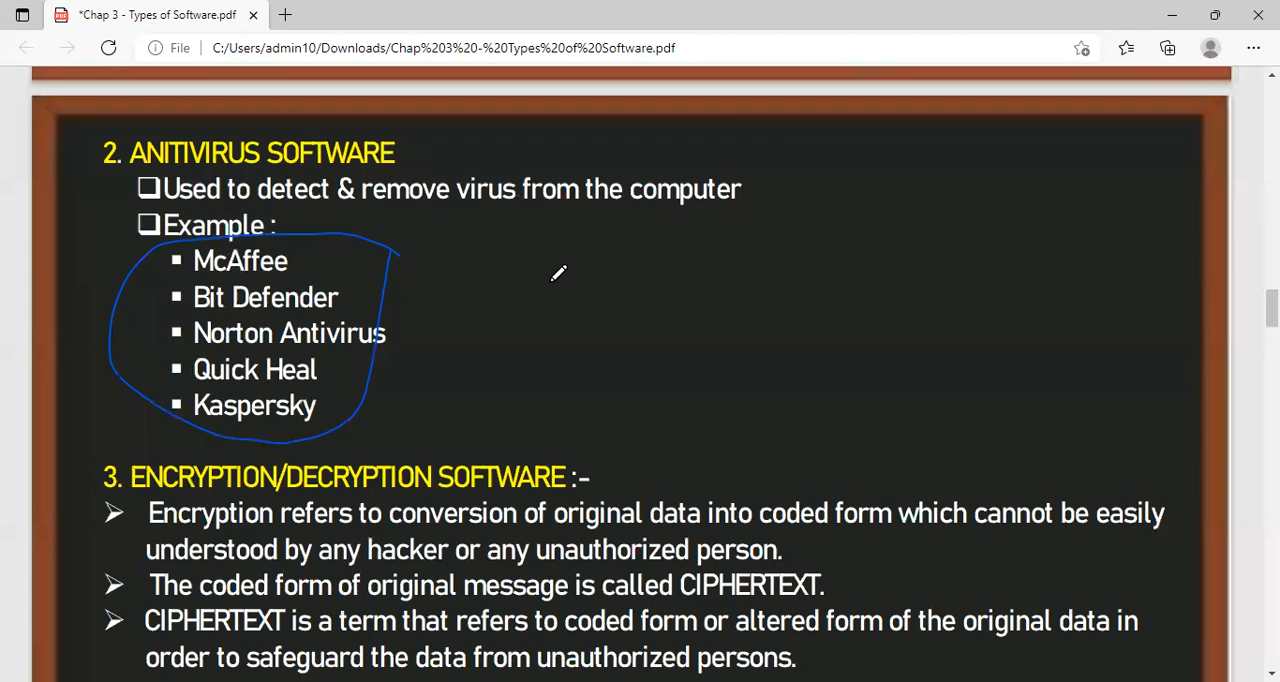 *Chap 3 - Types of Software.pdf
File
C:/Users/admin10/Downloads/Chap%203%20-%20Types%20of%20Software.pdf
2. ANITIVIRUS SOFTWARE
❑Used to detect & remove virus from the computer
❑Example :
▪ McAffee
▪ Bit Defender
▪ Norton Antivirus
▪ Quick Heal
▪ Kaspersky
3. ENCRYPTION/DECRYPTION SOFTWARE :-
➢ Encryption refers to conversion of original data into coded form which cannot be easily
understood by any hacker or any unauthorized person.
➢ The coded form of original message is called CIPHERTEXT.
➢ CIPHERTEXT is a term that refers to coded form or altered form of the original data in
order to safeguard the data from unauthorized persons.